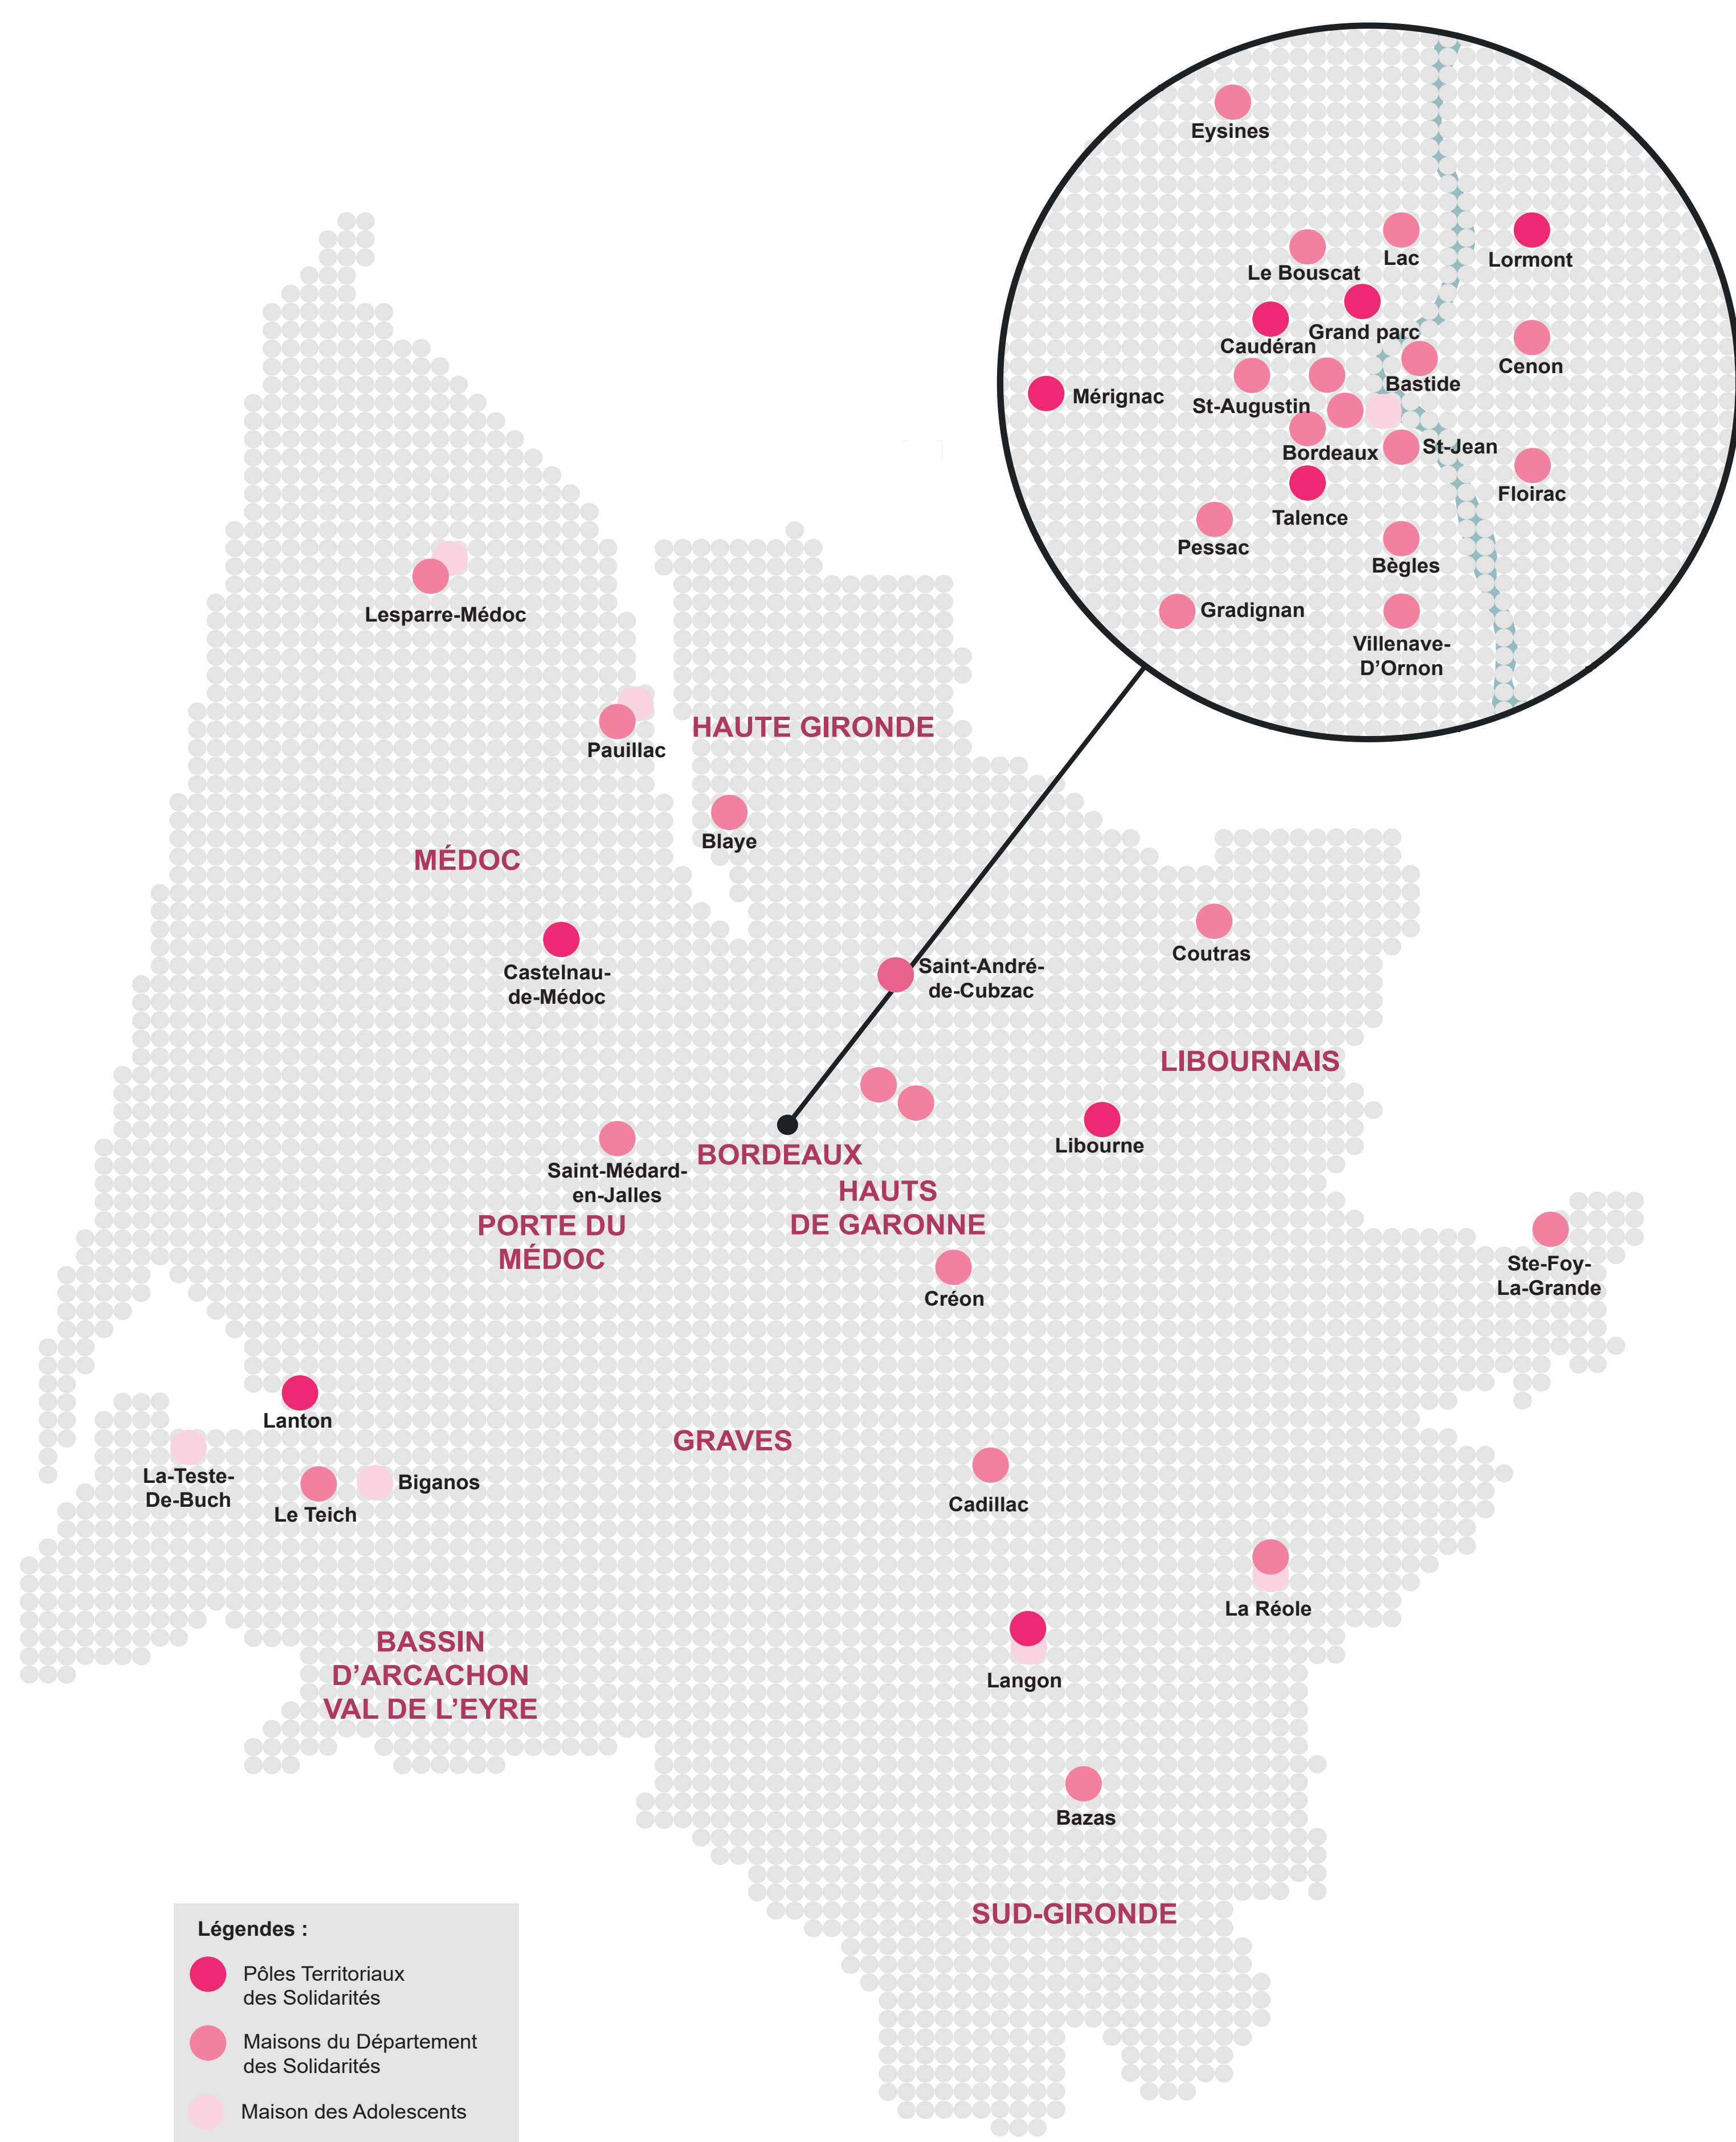 Eysines
Lac
Lormont
Le Bouscat
Grand parc
Caudéran
Cenon
Bastide
Mérignac
St-Augustin
St-Jean
Bordeaux
Floirac
Talence
Pessac
Bègles
Gradignan
Villenave-
D’Ornon
Lesparre-Médoc
HAUTE GIRONDE
Pauillac
Blaye
MÉDOC
Coutras
Castelnau-
de-Médoc
Saint-André-
de-Cubzac
LIBOURNAIS
Libourne
BORDEAUX
Saint-Médard-
en-Jalles
HAUTS
DE GARONNE
PORTE DU
MÉDOC
Ste-Foy-
La-Grande
Créon
Lanton
GRAVES
La-Teste-
De-Buch
Biganos
Le Teich
Cadillac
La Réole
BASSIN
D’ARCACHON
VAL DE L’EYRE
Langon
Bazas
SUD-GIRONDE
Légendes :
Pôles Territoriaux
des Solidarités
Maisons du Département
des Solidarités
Maison des Adolescents